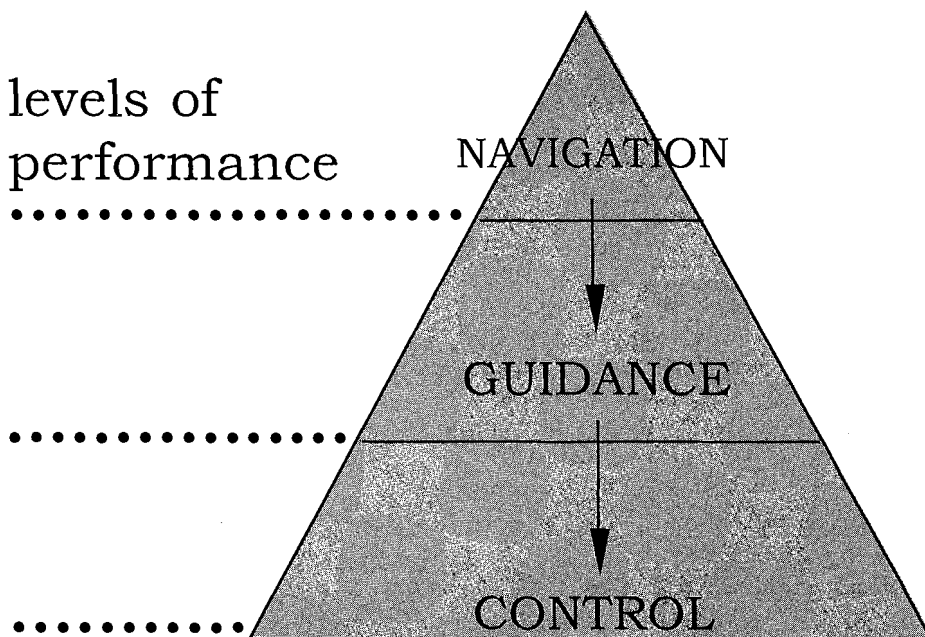 levels of
performance
NAVIGATION
GUIDANCE
CONTROL